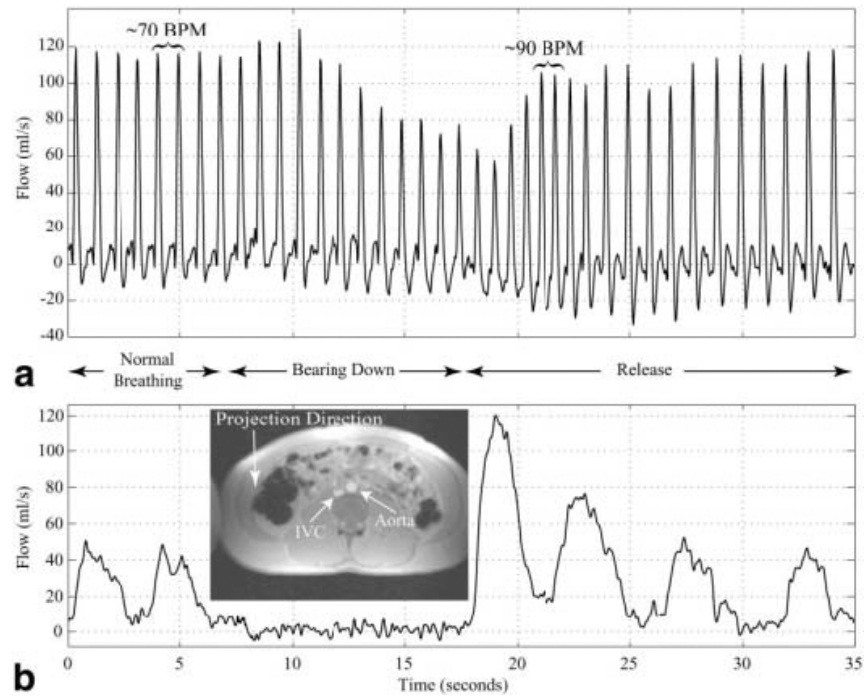 ~70 BPM
~90 BPM
120
100
80
60
40
20
0
-20
-40
Flow (ml/s)
a
Normal
Breathing
Bearing Down
Release
120
100
80
60
40
20
0
Flow (ml/s)
Projection Direction
IVC
Aorta
b
0 5 10 15 20 25 30 35
Time (seconds)